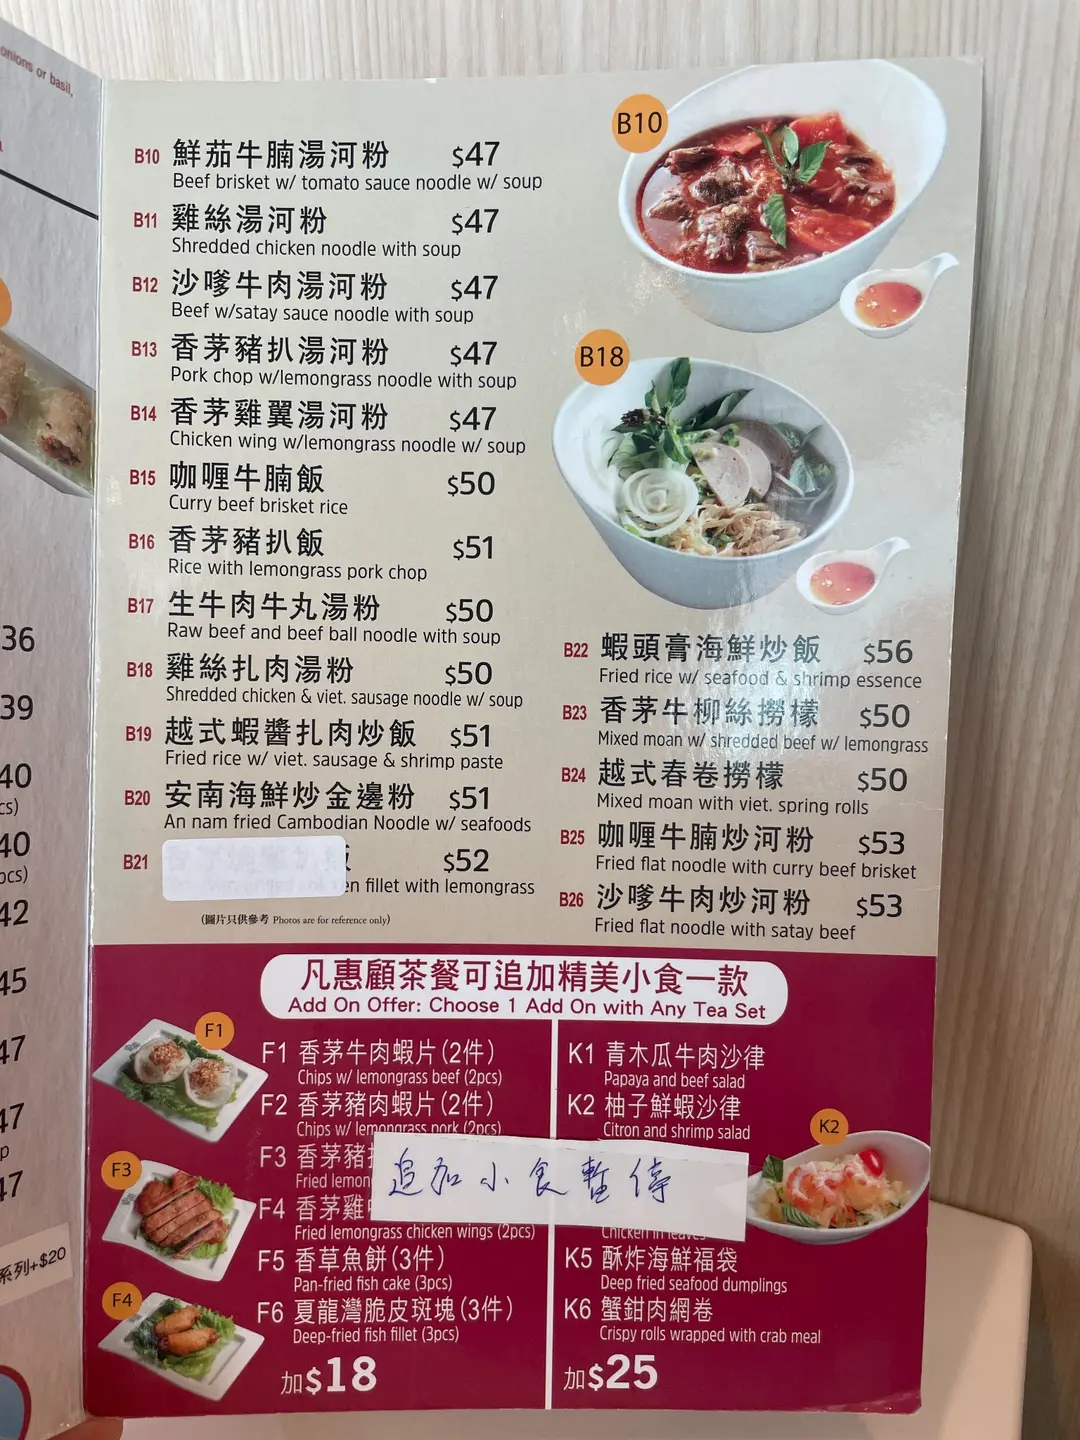 onions or basil,
B10 鮮茄牛腩湯河粉 $47
Beef brisket w/ tomato sauce noodle w/ soup
B11 雞絲湯河粉 $47
Shredded chicken noodle with soup
B12 沙嗲牛肉湯河粉 $47
Beef w/satay sauce noodle with soup
B13 香茅豬扒湯河粉 $47
Pork chop w/lemongrass noodle with soup
B14 香茅雞翼湯河粉 $47
Chicken wing w/lemongrass noodle w/ soup
B15 咖喱牛腩飯 $50
Curry beef brisket rice
B16 香茅豬扒飯 $51
Rice with lemongrass pork chop
B17 生牛肉牛丸湯粉 $50
Raw beef and beef ball noodle with soup
B18 雞絲扎肉湯粉 $50
Shredded chicken & viet. sausage noodle w/ soup
B19 越式蝦醬扎肉炒飯 $51
Fried rice w/ viet. sausage & shrimp paste
B20 安南海鮮炒金邊粉 $51
An nam fried Cambodian Noodle w/ seafoods
B21 $52
fillet with lemongrass
(圖片只供參考 Photos are for reference only)
B10
B18
B22 蝦頭膏海鮮炒飯 $56
Fried rice w/ seafood & shrimp essence
B23 香茅牛柳絲撈檬 $50
Mixed moan w/ shredded beef w/ lemongrass
B24 越式春卷撈檬 $50
Mixed moan with viet. spring rolls
B25 咖喱牛腩炒河粉 $53
Fried flat noodle with curry beef brisket
B26 沙嗲牛肉炒河粉 $53
Fried flat noodle with satay beef
36
39
40
cs)
40
pcs)
42
45
47
47
p
47
系列+$20
凡惠顧茶餐可追加精美小食一款
Add On Offer: Choose 1 Add On with Any Tea Set
F1
F3
F4
F1 香茅牛肉蝦片(2件)
Chips w/ lemongrass beef (2pcs)
F2 香茅豬肉蝦片(2件)
Chips w/ lemongrass pork (2pcs)
F3 香茅豬
Fried lemon
F4 香茅雞
Fried lemongrass chicken wings (2pcs)
F5 香草魚餅(3件)
Pan-fried fish cake (3pcs)
F6 夏龍灣脆皮斑塊(3件)
Deep-fried fish fillet (3pcs)
加$18
追加小食暫停
K1 青木瓜牛肉沙律
Papaya and beef salad
K2 柚子鮮蝦沙律
Citron and shrimp salad
Chicken in leaves
K5 酥炸海鮮福袋
Deep fried seafood dumplings
K6 蟹鉗肉網卷
Crispy rolls wrapped with crab meal
加$25
K2